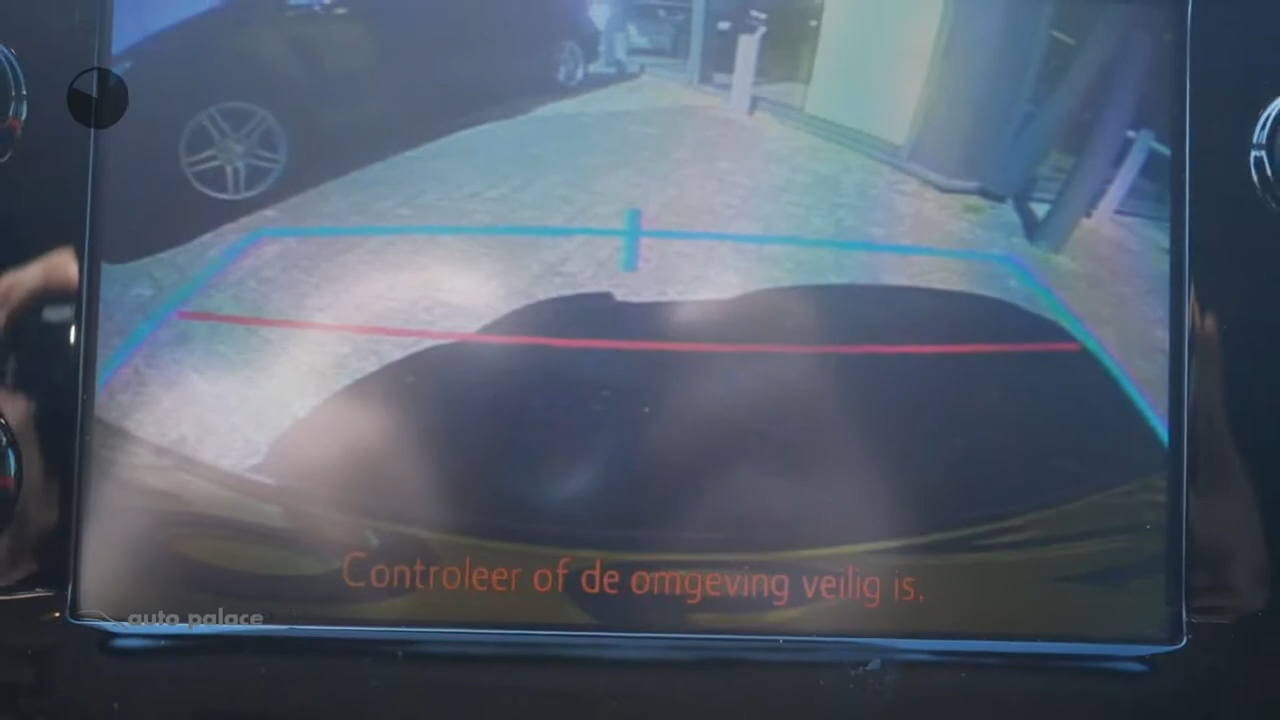 Controleer of de omgeving veilig is.
auto palace